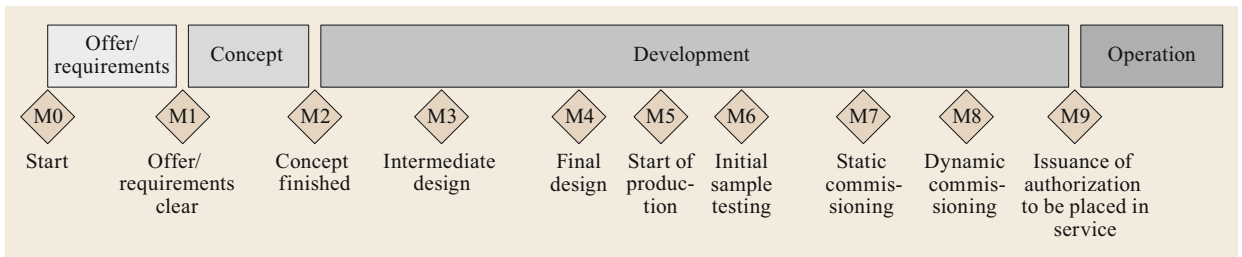 Offer/
requirements
Concept
Development
Operation
M0
M1
M2
M3
M4
M5
M6
M7
M8
M9
Start
Offer/
requirements
clear
Concept
finished
Intermediate
design
Final
design
Start of
produc-
tion
Initial
sample
testing
Static
commis-
sioning
Dynamic
commis-
sioning
Issuance of
authorization
to be placed in
service